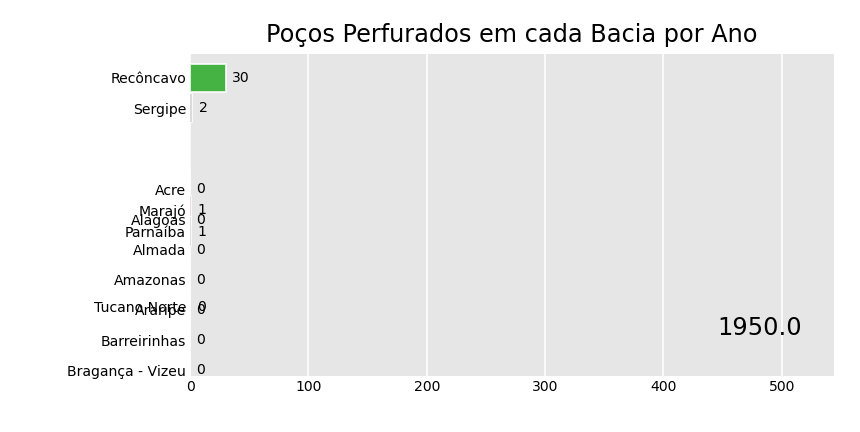 Poços Perfurados em cada Bacia por Ano
Recôncavo 30
Sergipe 2
Acre 0
Marajó 1
Alagoas 0
Parnaíba 1
Almada 0
Amazonas 0
Tucano Norte 0
Araripe 0
1950.0
Barreirinhas 0
Bragança - Vizeu 0
0 100 200 300 400 500